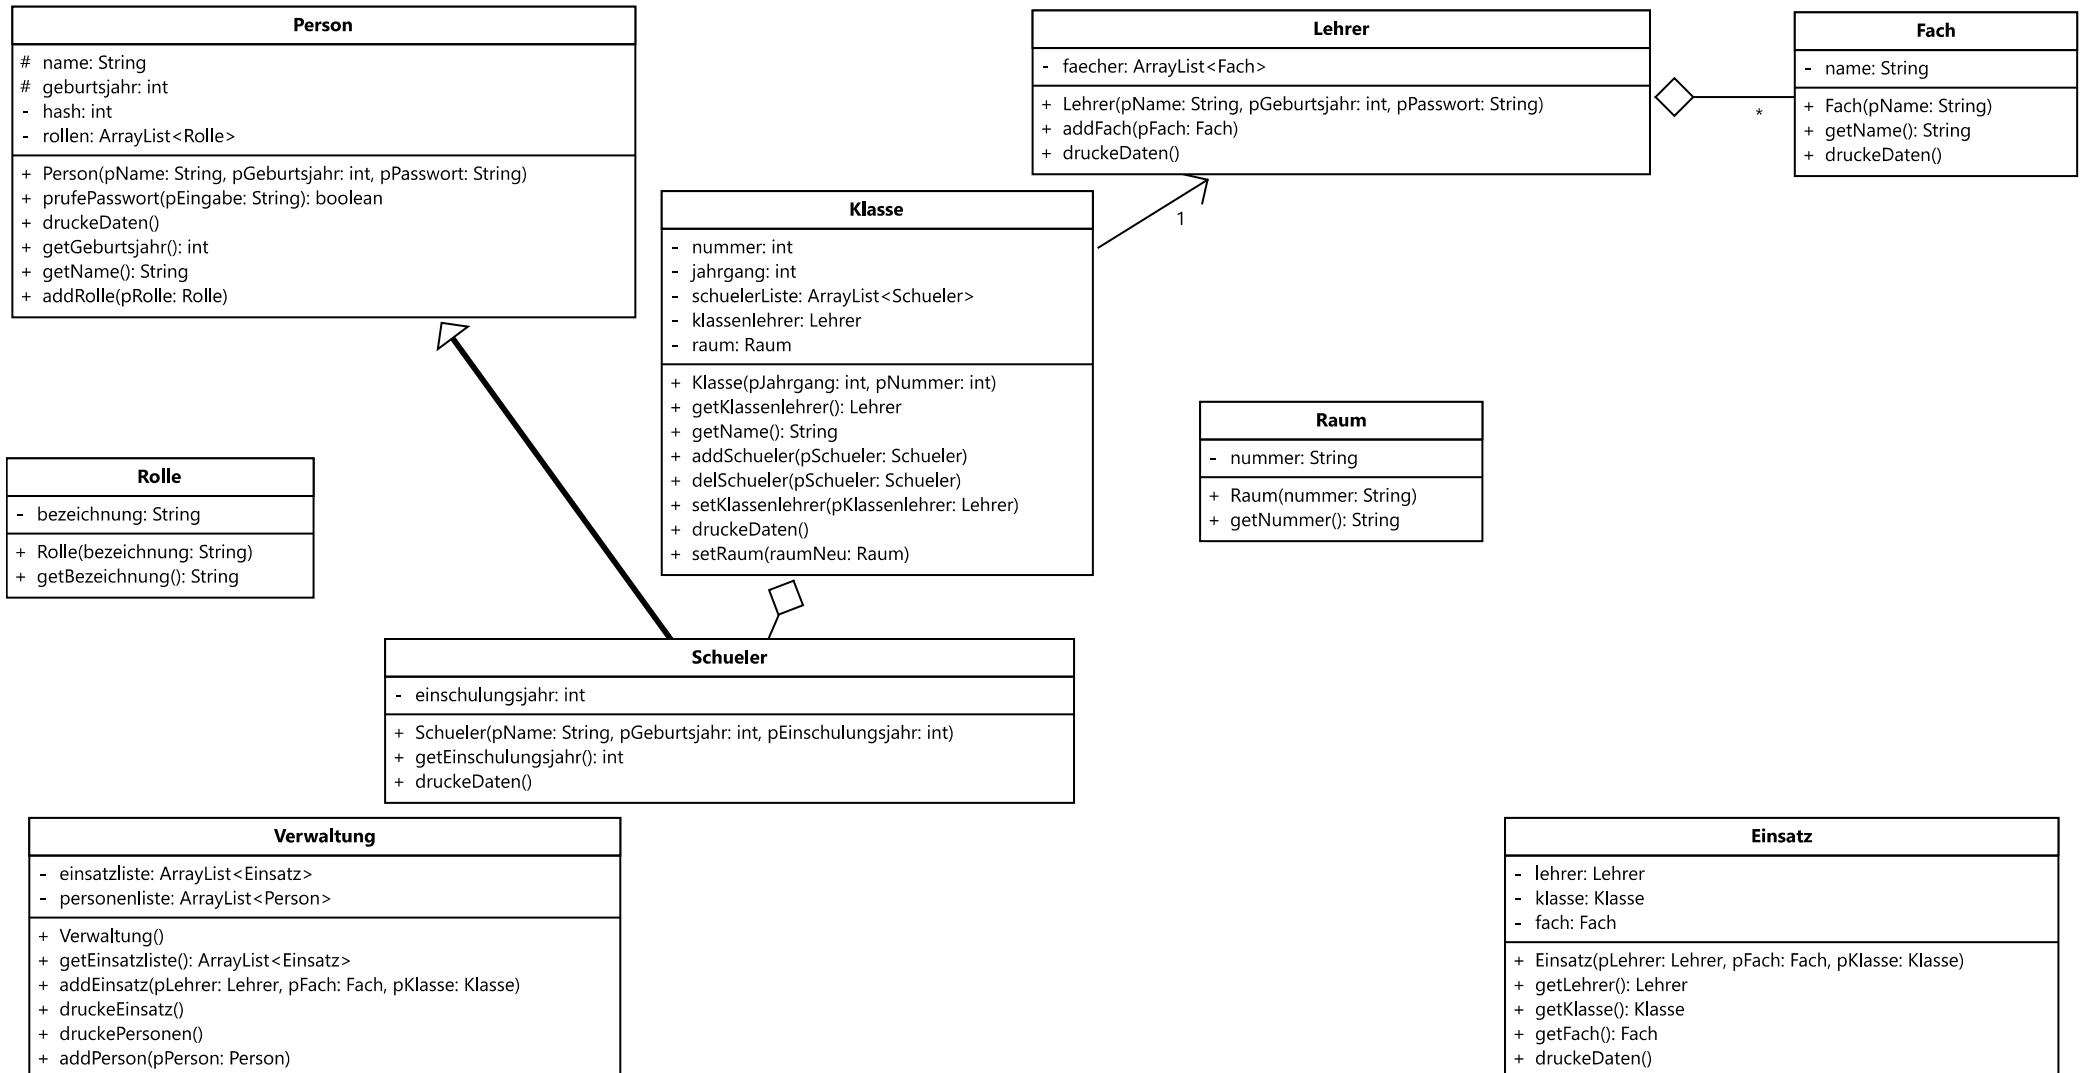 Person
# name: String
# geburtsjahr: int
- hash: int
- rollen: ArrayList<Rolle>
+ Person(pName: String, pGeburtsjahr: int, pPasswort: String)
+ prufePasswort(pEingabe: String): boolean
+ druckeDaten()
+ getGeburtsjahr(): int
+ getName(): String
+ addRolle(pRolle: Rolle)
Lehrer
- faecher: ArrayList<Fach>
+ Lehrer(pName: String, pGeburtsjahr: int, pPasswort: String)
+ addFach(pFach: Fach)
+ druckeDaten()
*
Fach
- name: String
+ Fach(pName: String)
+ getName(): String
+ druckeDaten()
1
Klasse
- nummer: int
- jahrgang: int
- schuelerListe: ArrayList<Schueler>
- klassenlehrer: Lehrer
- raum: Raum
+ Klasse(pJahrgang: int, pNummer: int)
+ getKlassenlehrer(): Lehrer
+ getName(): String
+ addSchueler(pSchueler: Schueler)
+ delSchueler(pSchueler: Schueler)
+ setKlassenlehrer(pKlassenlehrer: Lehrer)
+ druckeDaten()
+ setRaum(raumNeu: Raum)
Raum
- nummer: String
+ Raum(nummer: String)
+ getNummer(): String
Rolle
- bezeichnung: String
+ Rolle(bezeichnung: String)
+ getBezeichnung(): String
Schueler
- einschulungsjahr: int
+ Schueler(pName: String, pGeburtsjahr: int, pEinschulungsjahr: int)
+ getEinschulungsjahr(): int
+ druckeDaten()
Verwaltung
- einsatzliste: ArrayList<Einsatz>
- personenliste: ArrayList<Person>
+ Verwaltung()
+ getEinsatzliste(): ArrayList<Einsatz>
+ addEinsatz(pLehrer: Lehrer, pFach: Fach, pKlasse: Klasse)
+ druckeEinsatz()
+ druckePersonen()
+ addPerson(pPerson: Person)
Einsatz
- lehrer: Lehrer
- klasse: Klasse
- fach: Fach
+ Einsatz(pLehrer: Lehrer, pFach: Fach, pKlasse: Klasse)
+ getLehrer(): Lehrer
+ getKlasse(): Klasse
+ getFach(): Fach
+ druckeDaten()